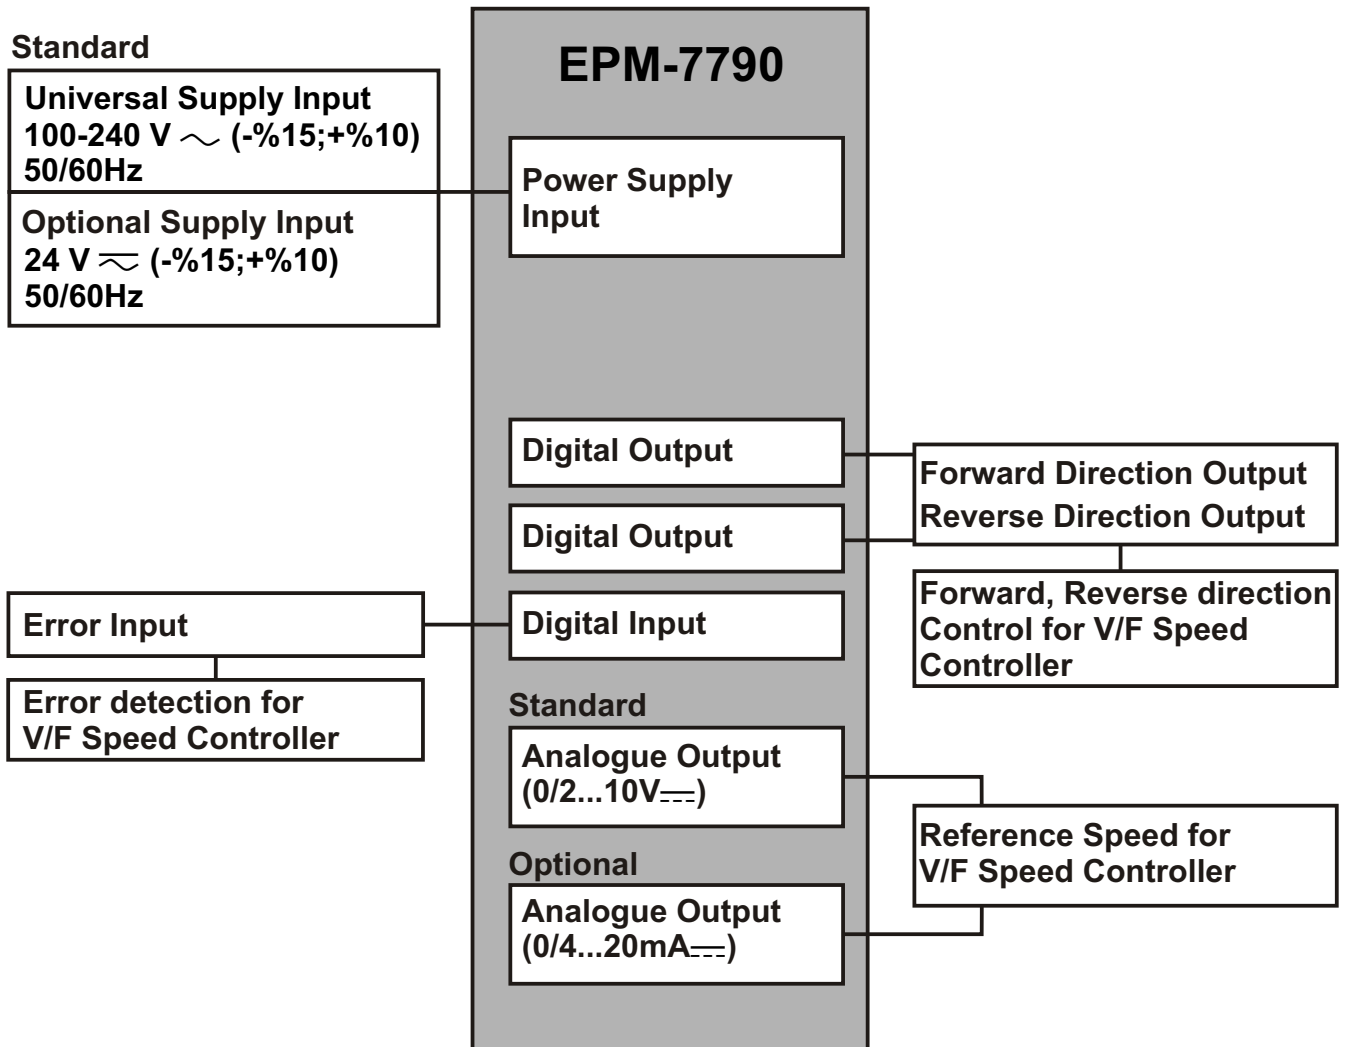 EPM-7790
Standard
Universal Supply Input
100-240 V ~ (-%15;+%10)
50/60Hz
Optional Supply Input
24 V ⏦ (-%15;+%10)
50/60Hz
Power Supply
Input
Digital Output
Digital Output
Forward Direction Output
Reverse Direction Output
Forward, Reverse direction
Control for V/F Speed
Controller
Error Input
Digital Input
Error detection for
V/F Speed Controller
Standard
Analogue Output
(0/2...10V⎓)
Optional
Analogue Output
(0/4...20mA⎓)
Reference Speed for
V/F Speed Controller